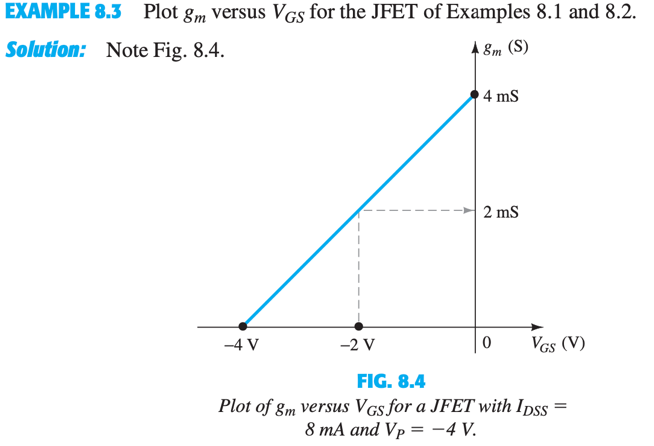 EXAMPLE 8.3 Plot gm versus VGS for the JFET of Examples 8.1 and 8.2.
Solution: Note Fig. 8.4.
gm (S)
4 mS
2 mS
–4 V
–2 V
0
VGS (V)
FIG. 8.4
Plot of gm versus VGS for a JFET with IDSS =
8 mA and VP = −4 V.